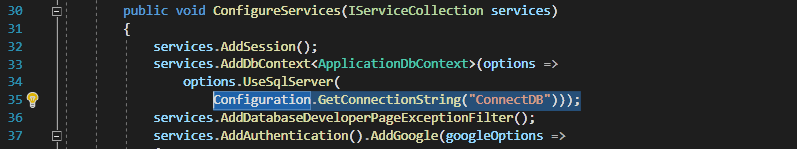 30 public void ConfigureServices(IServiceCollection services)
31 {
32 services.AddSession();
33 services.AddDbContext<ApplicationDbContext>(options =>
34 options.UseSqlServer(
35 Configuration.GetConnectionString("ConnectDB")));
36 services.AddDatabaseDeveloperPageExceptionFilter();
37 services.AddAuthentication().AddGoogle(googleOptions =>